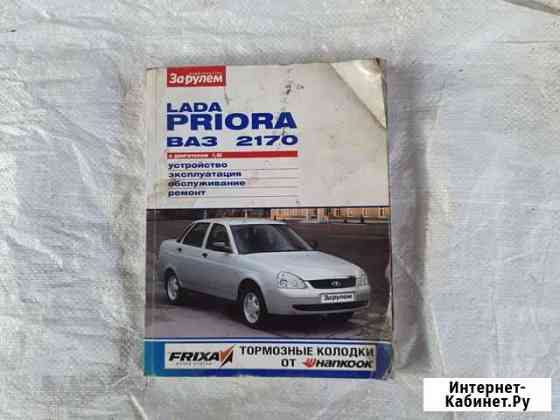 За рулем
LADA
PRIORA
ВАЗ 2170
с двигателем 1,6i
устройство
эксплуатация
обслуживание
ремонт
За рулем
FRIXA
ТОРМОЗНЫЕ КОЛОДКИ
ОТ HANKOOK
Интернет-
Кабинет.Ру